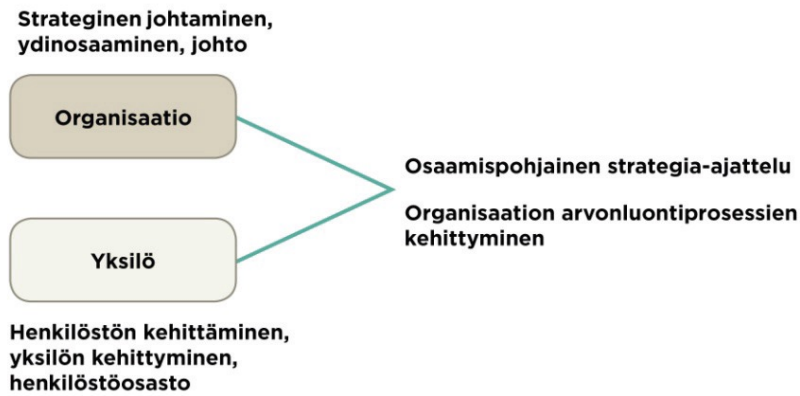 Strateginen johtaminen,
ydinosaaminen, johto
Organisaatio
Osaamispohjainen strategia-ajattelu
Organisaation arvonluontiprosessien
kehittyminen
Yksilö
Henkilöstön kehittäminen,
yksilön kehittyminen,
henkilöstöosasto